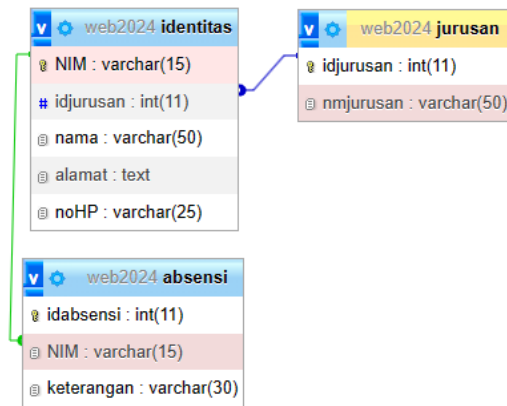 v web2024 identitas
NIM : varchar(15)
# idjurusan : int(11)
nama : varchar(50)
alamat : text
noHP : varchar(25)
v web2024 jurusan
idjurusan : int(11)
nmjurusan : varchar(50)
v web2024 absensi
idabsensi : int(11)
NIM : varchar(15)
keterangan : varchar(30)